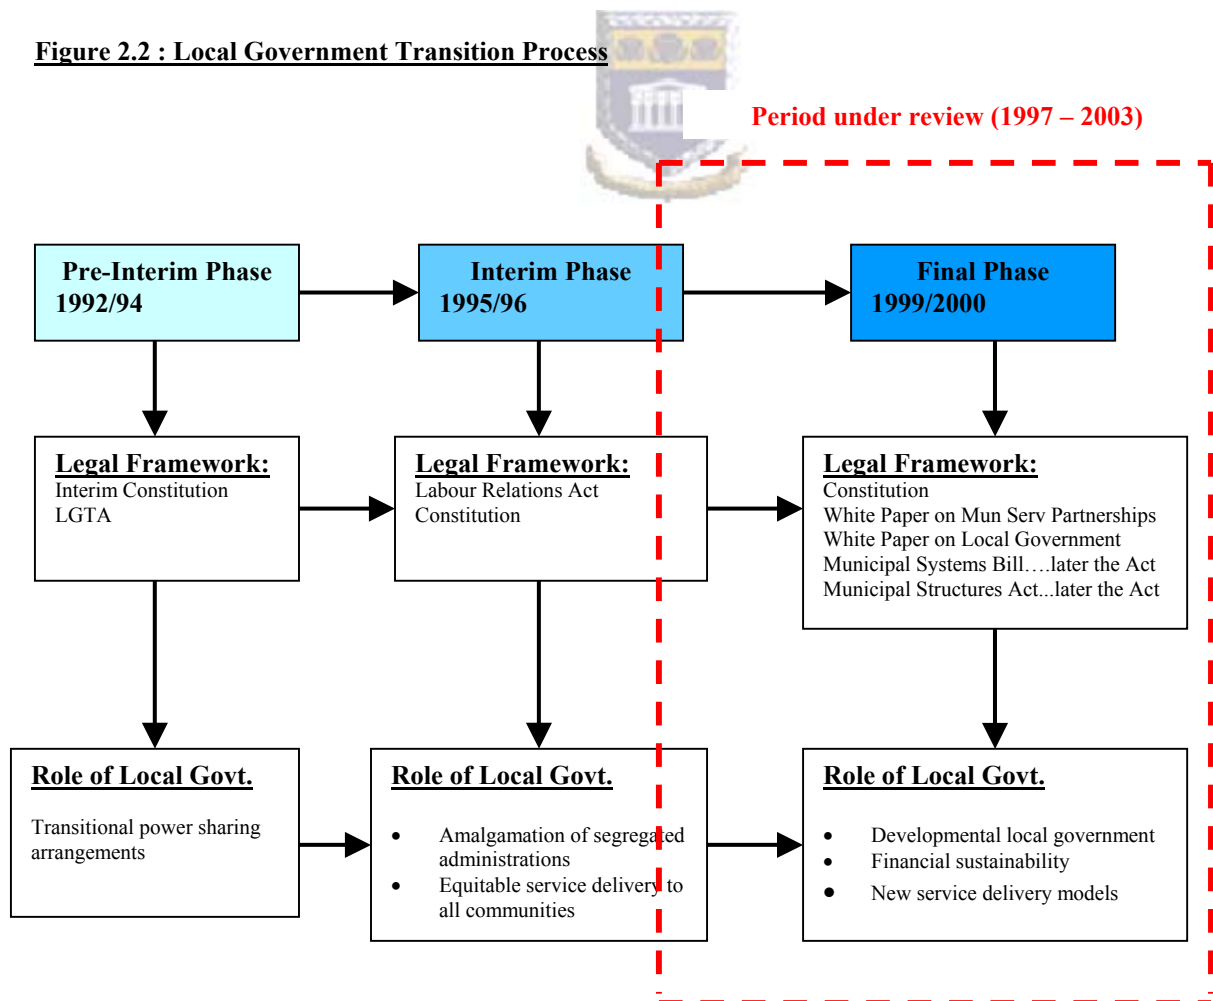 Figure 2.2 : Local Government Transition Process
Period under review (1997 – 2003)
Pre-Interim Phase
1992/94
Interim Phase
1995/96
Final Phase
1999/2000
Legal Framework:
Interim Constitution
LGTA
Legal Framework:
Labour Relations Act
Constitution
Legal Framework:
Constitution
White Paper on Mun Serv Partnerships
White Paper on Local Government
Municipal Systems Bill….later the Act
Municipal Structures Act...later the Act
Role of Local Govt.
Transitional power sharing
arrangements
Role of Local Govt.
• Amalgamation of segregated
administrations
• Equitable service delivery to
all communities
Role of Local Govt.
• Developmental local government
• Financial sustainability
• New service delivery models